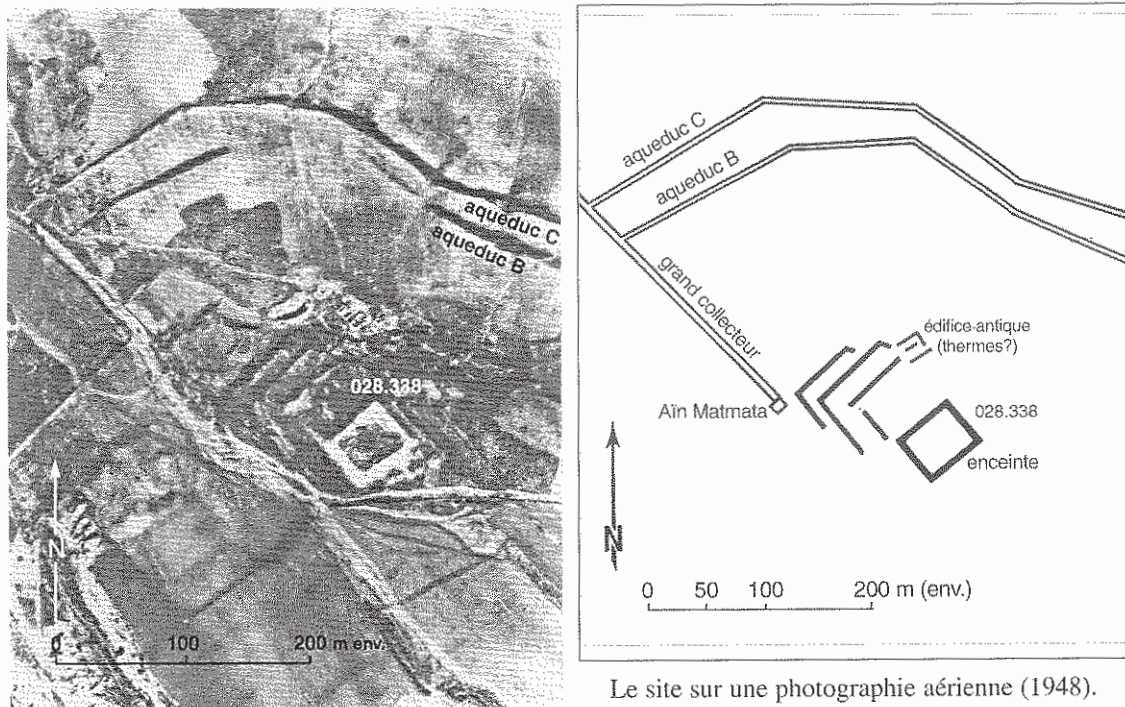 aqueduc C
aqueduc B
028.338
N
0 100 200 m env.
aqueduc C
aqueduc B
grand collecteur
édifice-antique
(thermes?)
Aïn Matmata
028.338
enceinte
N
0 50 100 200 m (env.)
Le site sur une photographie aérienne (1948).